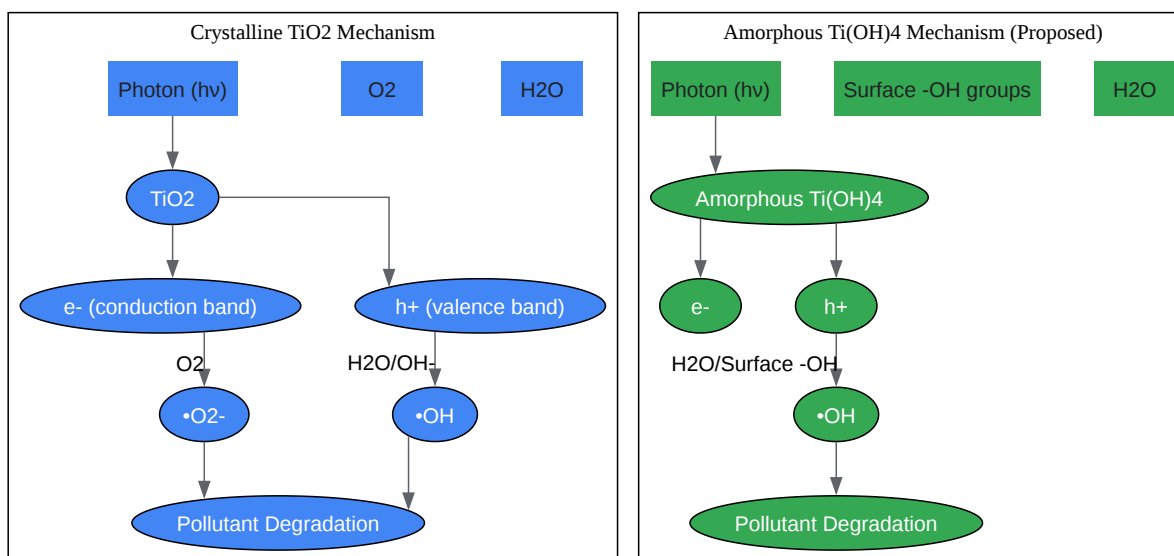 Crystalline TiO2 Mechanism
Photon (hν)
O2
H2O
TiO2
e- (conduction band)
h+ (valence band)
O2
H2O/OH-
•O2-
•OH
Pollutant Degradation
Amorphous Ti(OH)4 Mechanism (Proposed)
Photon (hν)
Surface -OH groups
H2O
Amorphous Ti(OH)4
e-
h+
H2O/Surface -OH
•OH
Pollutant Degradation